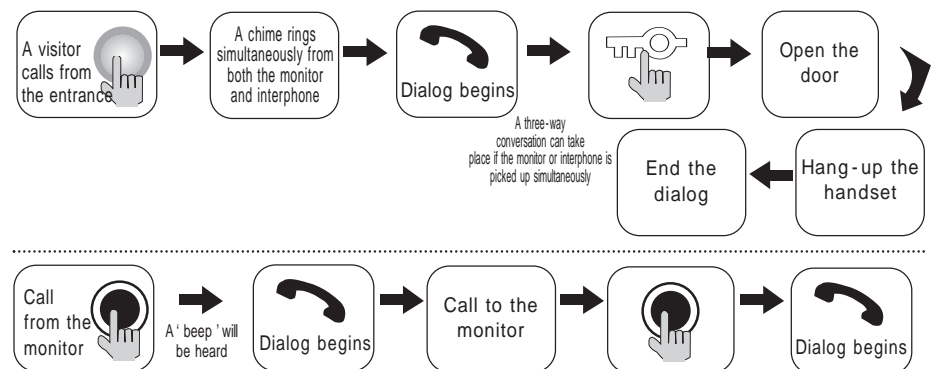 A visitor
calls from
the entrance
A chime rings
simultaneously from
both the monitor
and interphone
Dialog begins
Open the
door
A three-way
conversation can take
place if the monitor or interphone is
picked up simultaneously
Hang-up the
handset
End the
dialog
Call
from the
monitor
A ' beep ' will
be heard
Dialog begins
Call to the
monitor
Dialog begins